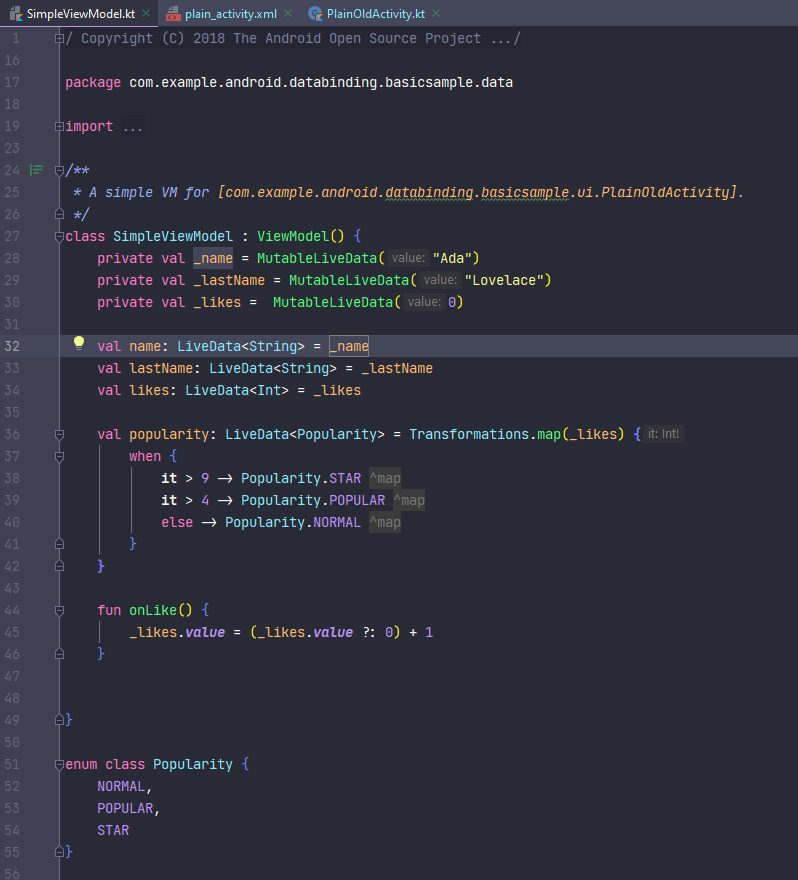 SimpleViewModel.kt plain_activity.xml PlainOldActivity.kt
1 / Copyright (C) 2018 The Android Open Source Project .../
16
17 package com.example.android.databinding.basicsample.data
18
19 import ...
23
24 /**
25 * A simple VM for [com.example.android.databinding.basicsample.ui.PlainOldActivity].
26 */
27 class SimpleViewModel : ViewModel() {
28 private val _name = MutableLiveData( value: "Ada")
29 private val _lastName = MutableLiveData( value: "Lovelace")
30 private val _likes =  MutableLiveData( value: 0)
31
32 val name: LiveData<String> = _name
33 val lastName: LiveData<String> = _lastName
34 val likes: LiveData<Int> = _likes
35
36 val popularity: LiveData<Popularity> = Transformations.map(_likes) { it: Int!
37 when {
38 it > 9 -> Popularity.STAR ^map
39 it > 4 -> Popularity.POPULAR ^map
40 else -> Popularity.NORMAL ^map
41 }
42 }
43
44 fun onLike() {
45 _likes.value = (_likes.value ?: 0) + 1
46 }
47
48
49 }
50
51 enum class Popularity {
52 NORMAL,
53 POPULAR,
54 STAR
55 }
56